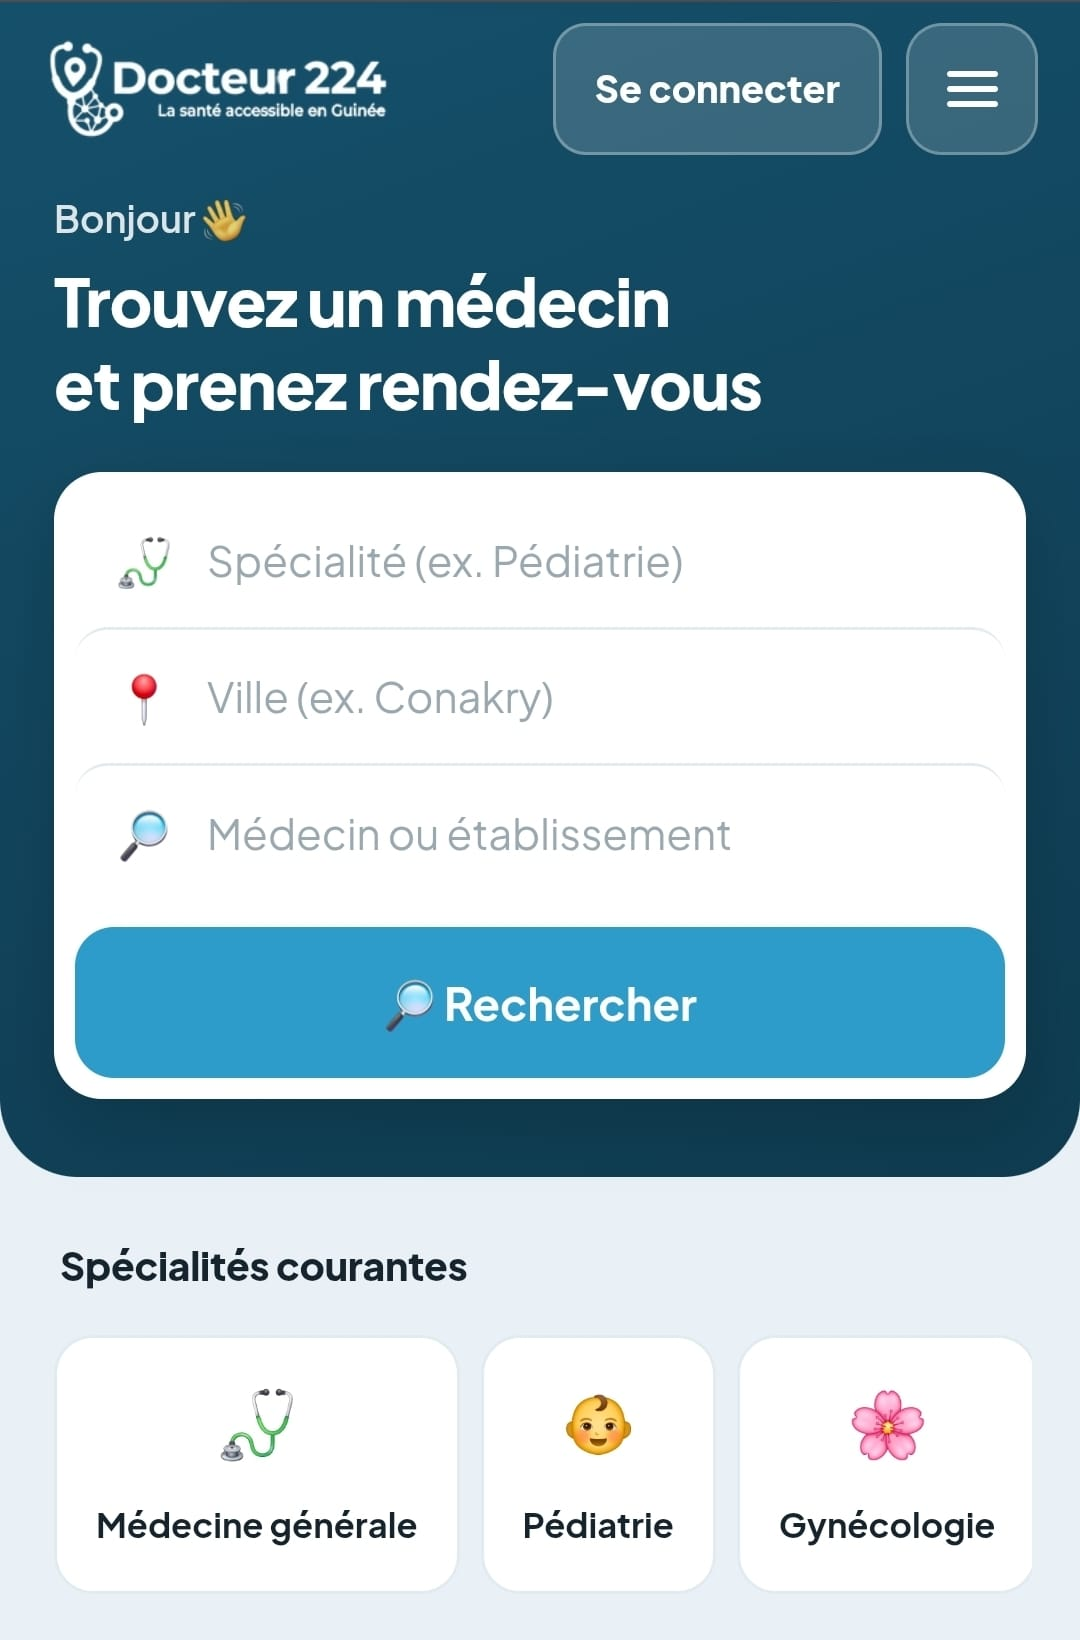 Docteur 224
La santé accessible en Guinée
Se connecter
Bonjour 👋
Trouvez un médecin
et prenez rendez-vous
Spécialité (ex. Pédiatrie)
Ville (ex. Conakry)
Médecin ou établissement
🔎 Rechercher
Spécialités courantes
Médecine générale
Pédiatrie
Gynécologie